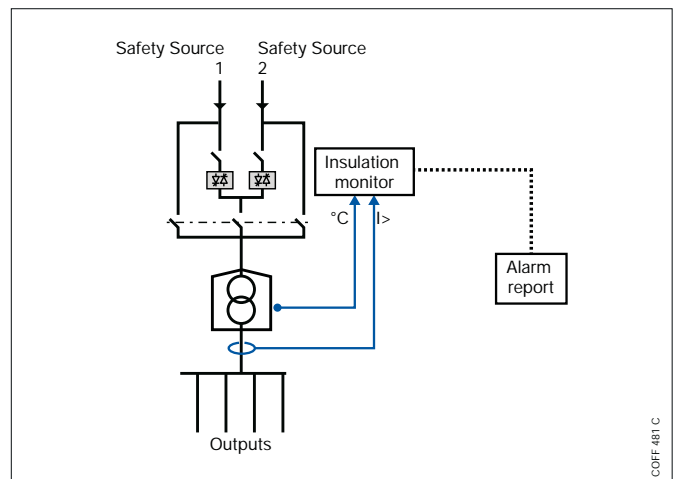 Safety Source
1
Safety Source
2
Insulation
monitor
°C
I>
Alarm
report
Outputs
COFF 481 C